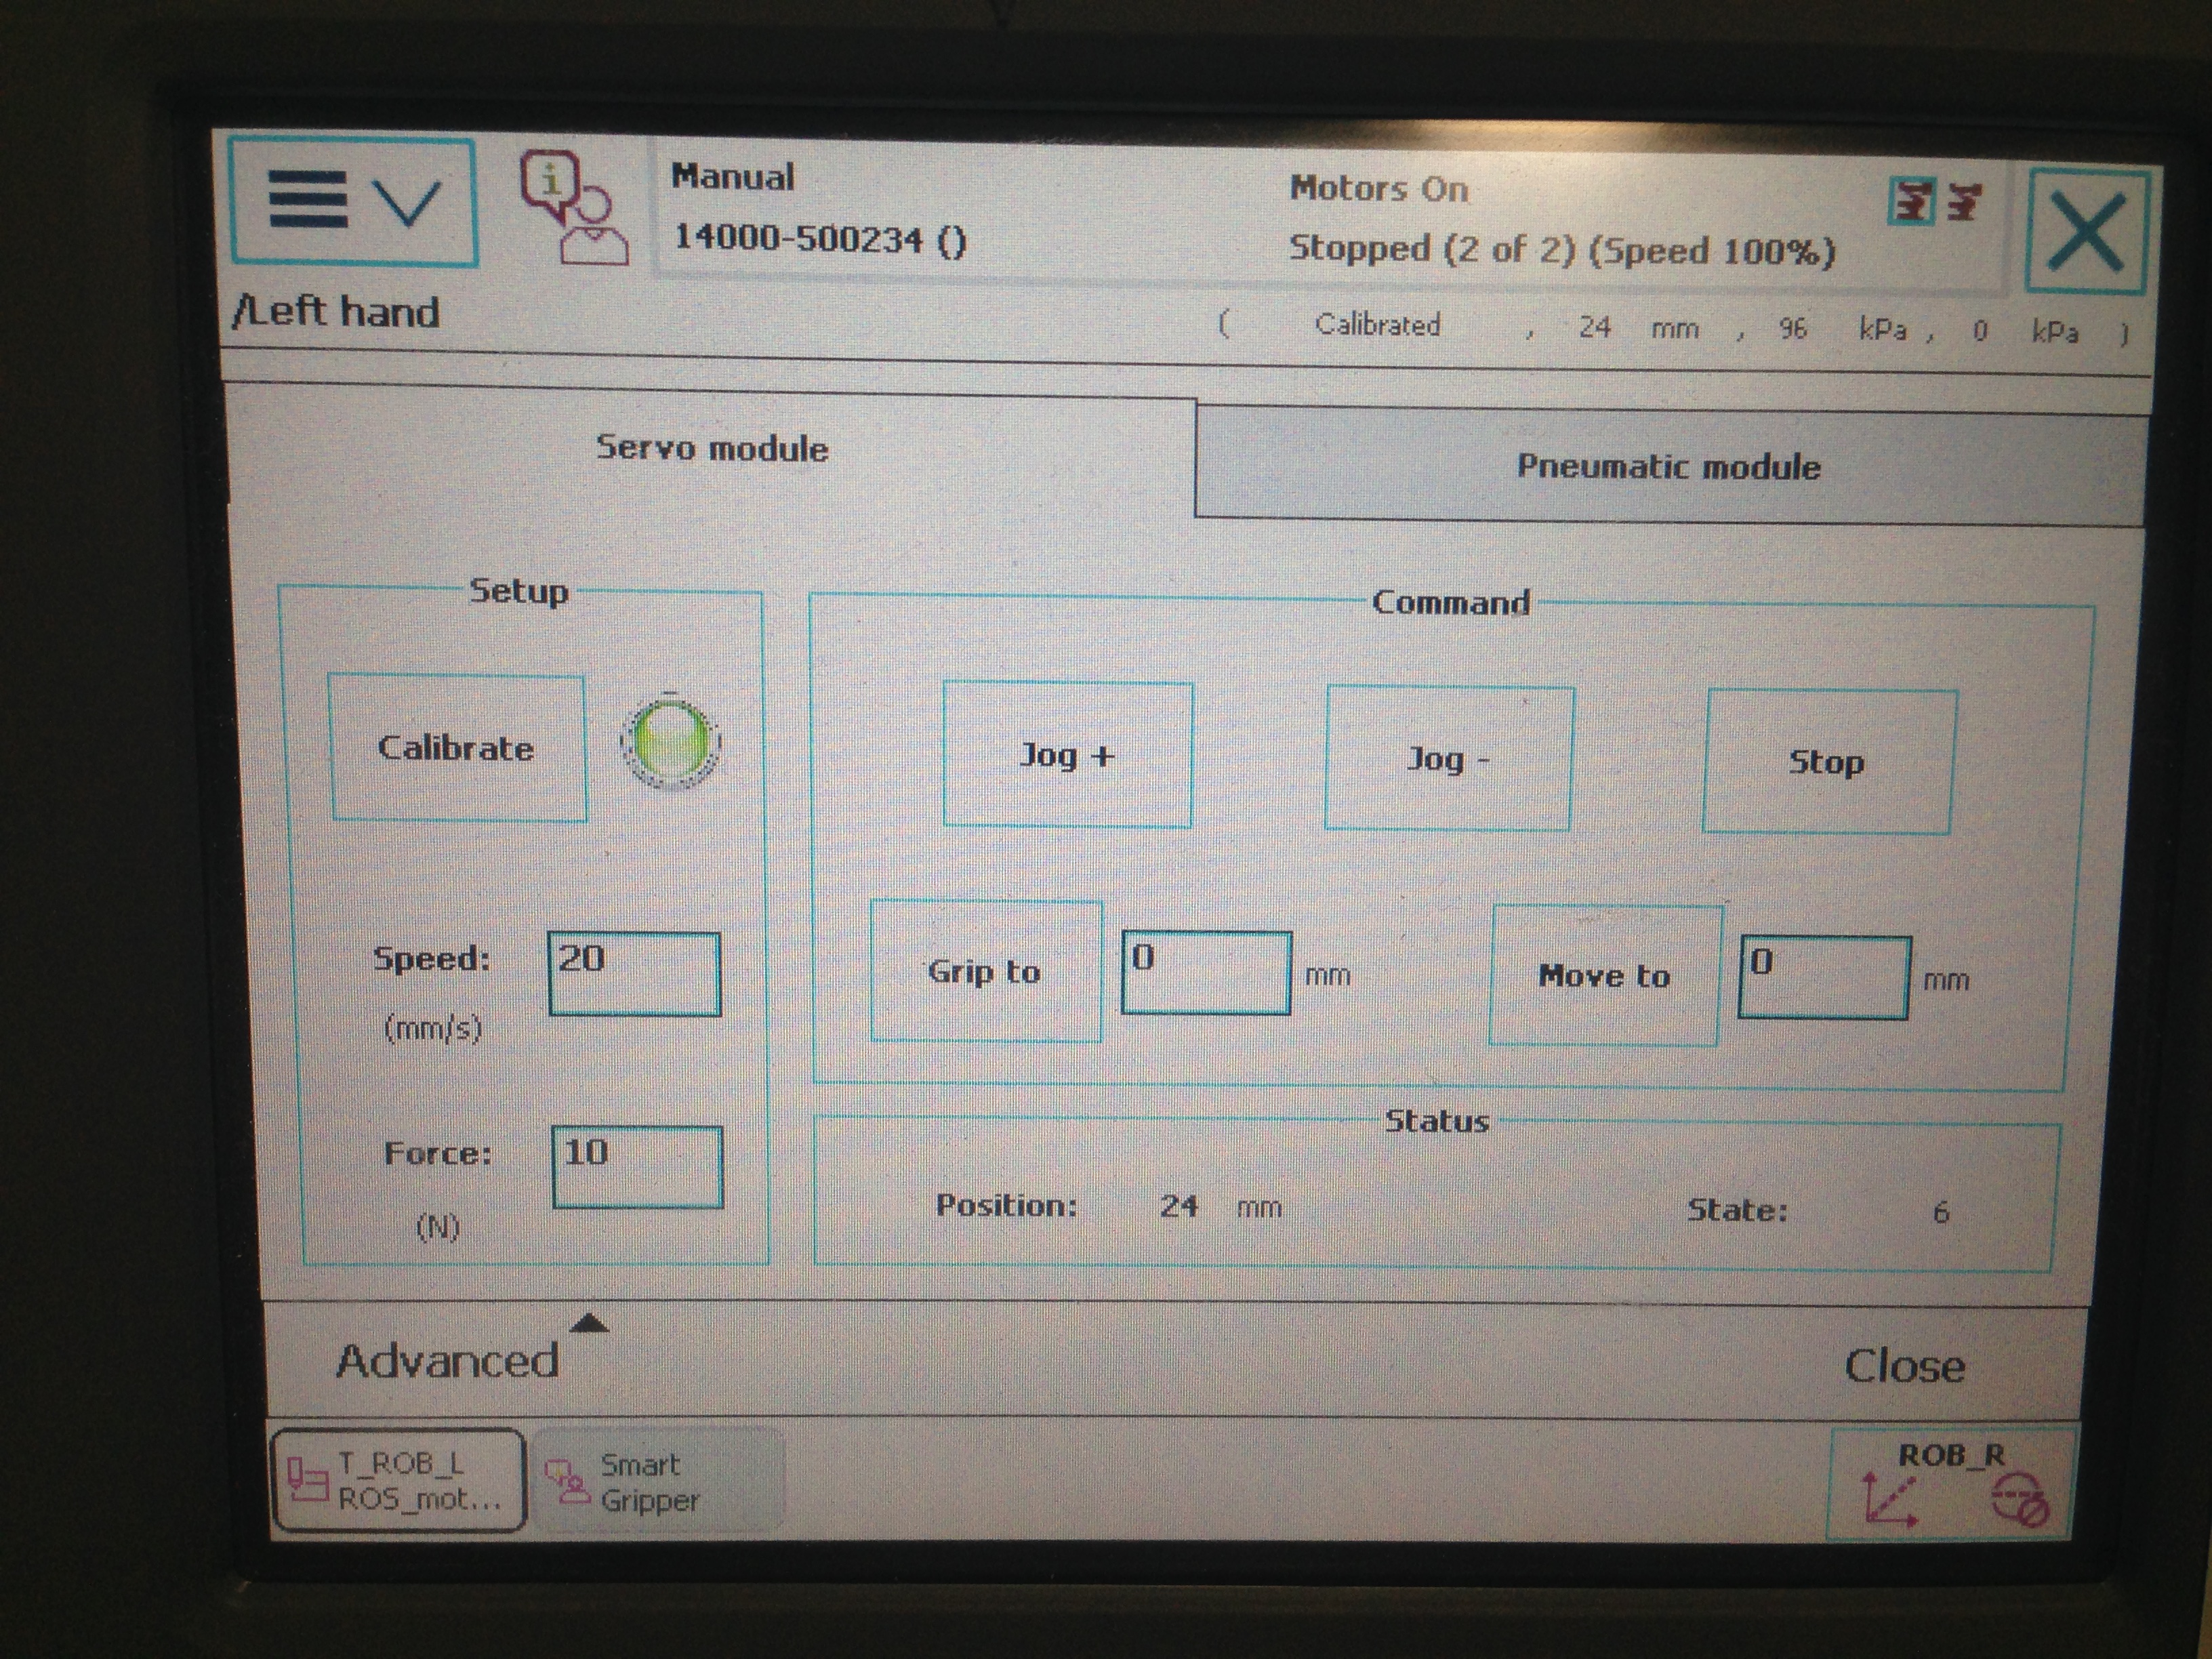 Manual
Motors On
14000-500234 ()
Stopped (2 of 2) (Speed 100%)
/Left hand
( Calibrated , 24 mm , 96 kPa , 0 kPa )
Servo module
Pneumatic module
Setup
Command
Calibrate
Jog +
Jog -
Stop
Speed: 20
(mm/s)
Grip to 0 mm
Move to 0 mm
Force: 10
(N)
Status
Position: 24 mm
State: 6
Advanced
Close
T_ROB_L
ROS_mot...
Smart
Gripper
ROB_R